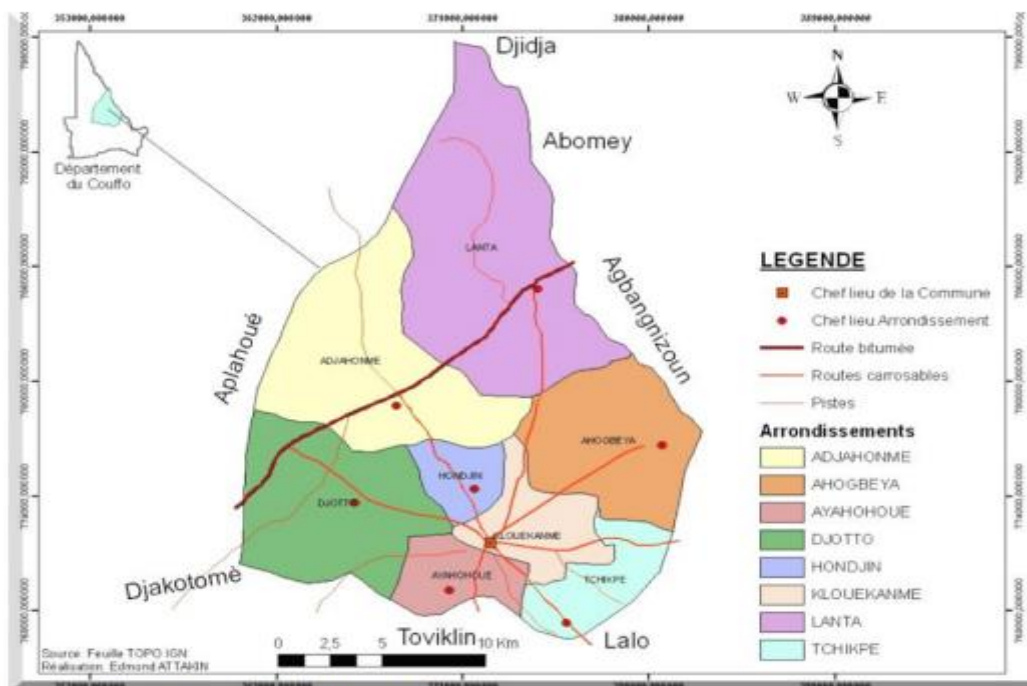 Djidja
Abomey
Département
du Couffo
N
W E
S
LANTA
Agbangnizoun
Aplahoué
ADJAHONME
AHOGBEYA
HONDJIN
DJOTTO
KLOUEKANME
TCHIKPE
AYAHOHOUE
Djakotomè
Toviklin
Lalo
0 2,5 5 10 Km
Source: Feuille TOPO IGN
Réalisation: Edmond ATTAKIN
LEGENDE
Chef lieu de la Commune
Chef lieu Arrondissement
Route bitumée
Routes carrosables
Pistes
Arrondissements
ADJAHONME
AHOGBEYA
AYAHOHOUE
DJOTTO
HONDJIN
KLOUEKANME
LANTA
TCHIKPE